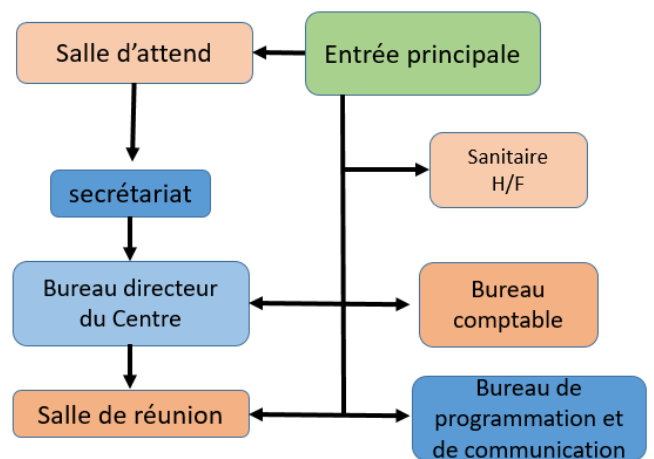 Salle d’attend
Entrée principale
Sanitaire
H/F
secrétariat
Bureau directeur
du Centre
Bureau
comptable
Salle de réunion
Bureau de
programmation et
de communication